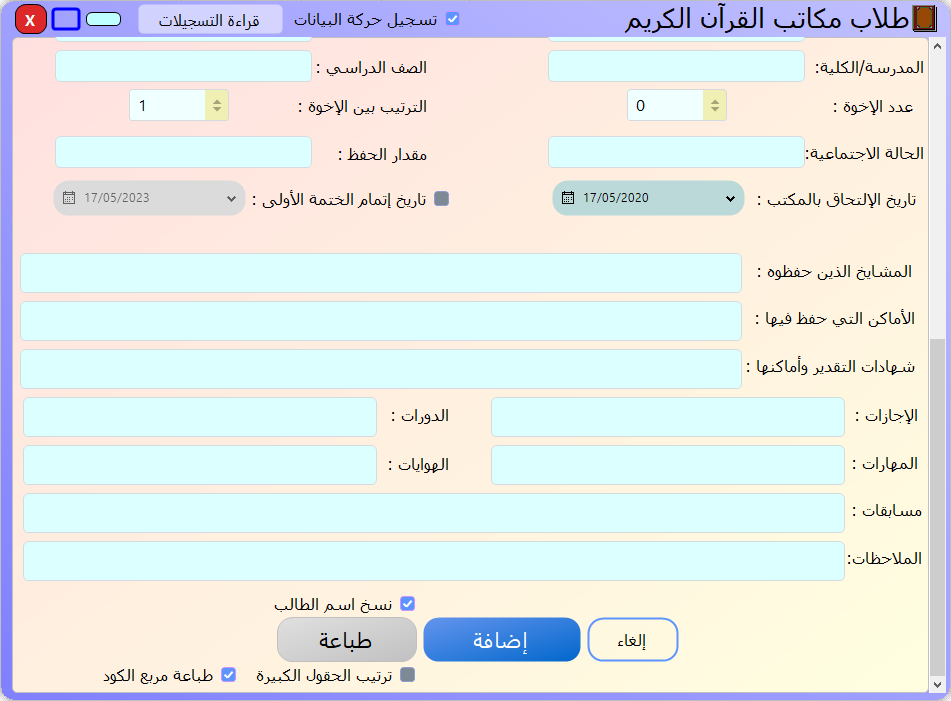 طلاب مكاتب القرآن الكريم
تسجيل حركة البيانات
قراءة التسجيلات
X
المدرسة/الكلية:
الصف الدراسي :
عدد الإخوة : 0
الترتيب بين الإخوة : 1
الحالة الاجتماعية:
مقدار الحفظ :
تاريخ الإلتحاق بالمكتب : 17/05/2020
تاريخ إتمام الختمة الأولى : 17/05/2023
المشايخ الذين حفظوه :
الأماكن التي حفظ فيها :
شهادات التقدير وأماكنها :
الإجازات :
الدورات :
المهارات :
الهوايات :
مسابقات :
الملاحظات:
نسخ اسم الطالب
إلغاء
إضافة
طباعة
ترتيب الحقول الكبيرة
طباعة مربع الكود